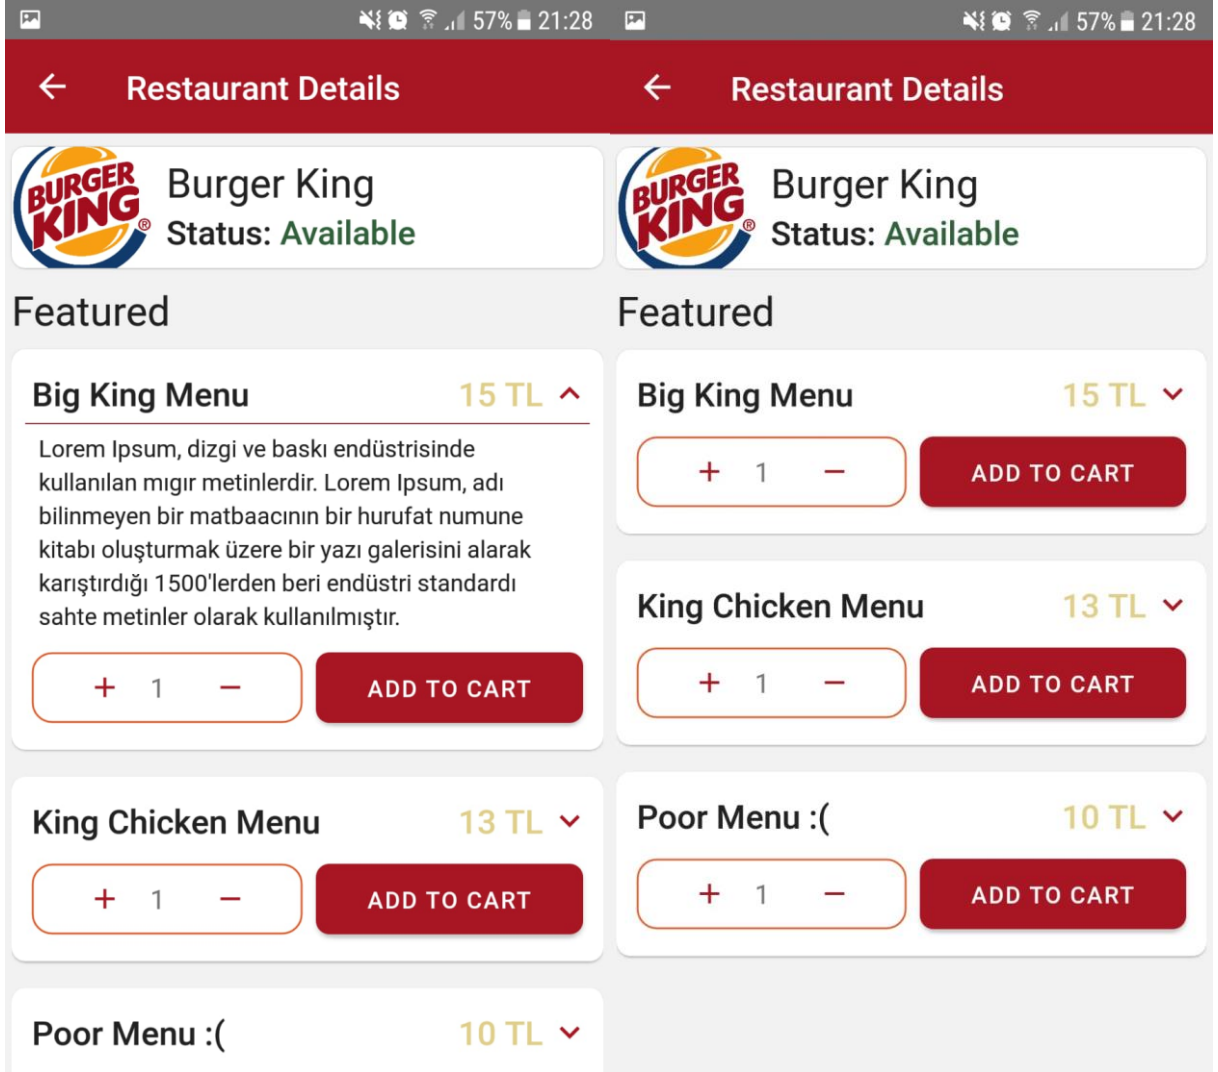 57% 21:28
Restaurant Details
BURGER
KING
®
Burger King
Status: Available
Featured
Big King Menu 15 TL
Lorem Ipsum, dizgi ve baskı endüstrisinde
kullanılan mıgır metinlerdir. Lorem Ipsum, adı
bilinmeyen bir matbaacının bir hurufat numune
kitabı oluşturmak üzere bir yazı galerisini alarak
karıştırdığı 1500'lerden beri endüstri standardı
sahte metinler olarak kullanılmıştır.
+ 1 − ADD TO CART
King Chicken Menu 13 TL
+ 1 − ADD TO CART
Poor Menu :( 10 TL
57% 21:28
Restaurant Details
BURGER
KING
®
Burger King
Status: Available
Featured
Big King Menu 15 TL
+ 1 − ADD TO CART
King Chicken Menu 13 TL
+ 1 − ADD TO CART
Poor Menu :( 10 TL
+ 1 − ADD TO CART